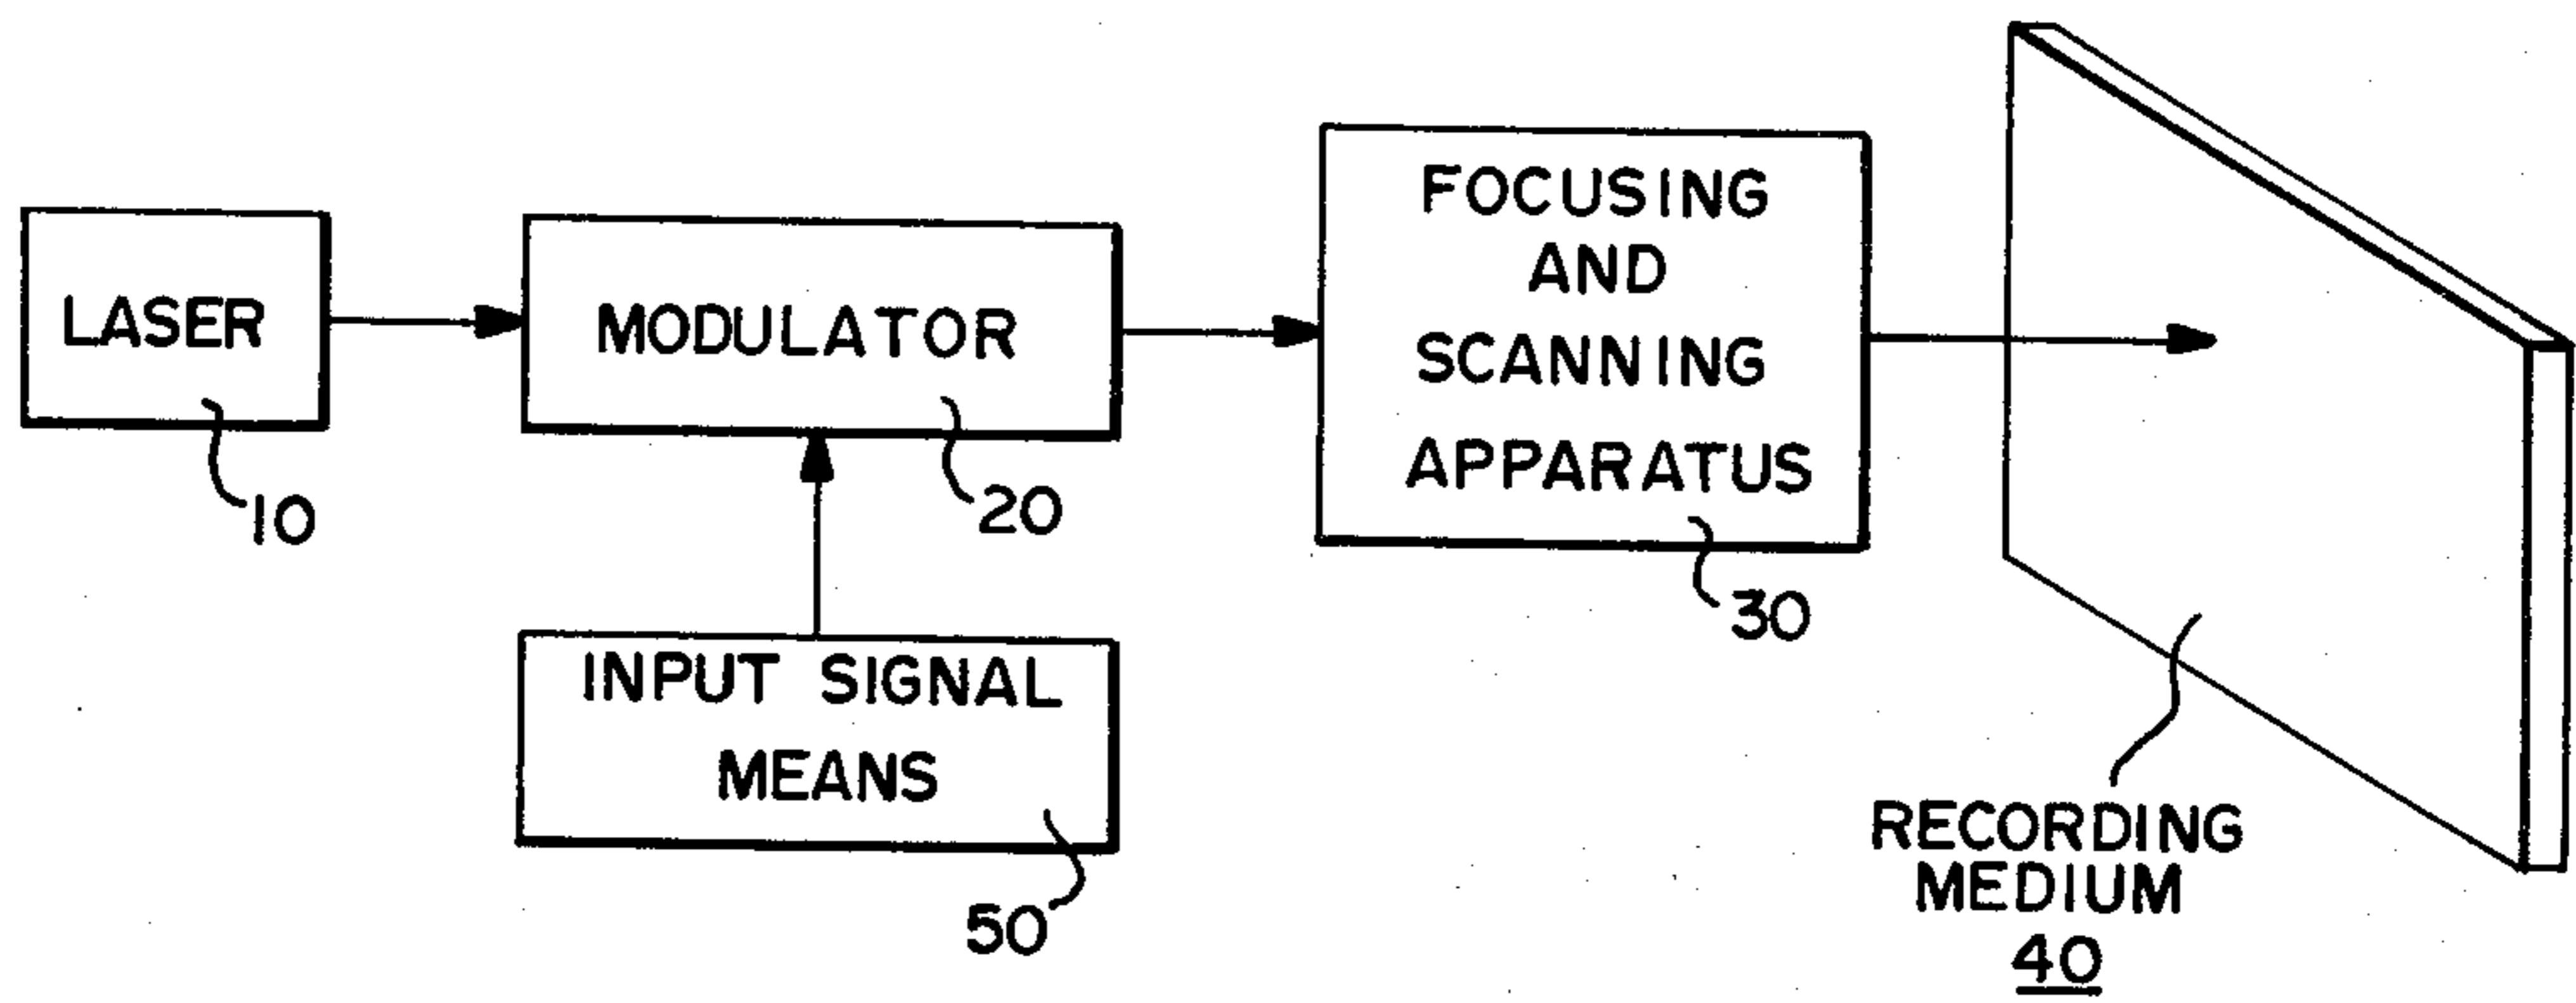 LASER
10
MODULATOR
20
INPUT SIGNAL
MEANS
50
FOCUSING
AND
SCANNING
APPARATUS
30
RECORDING
MEDIUM
40